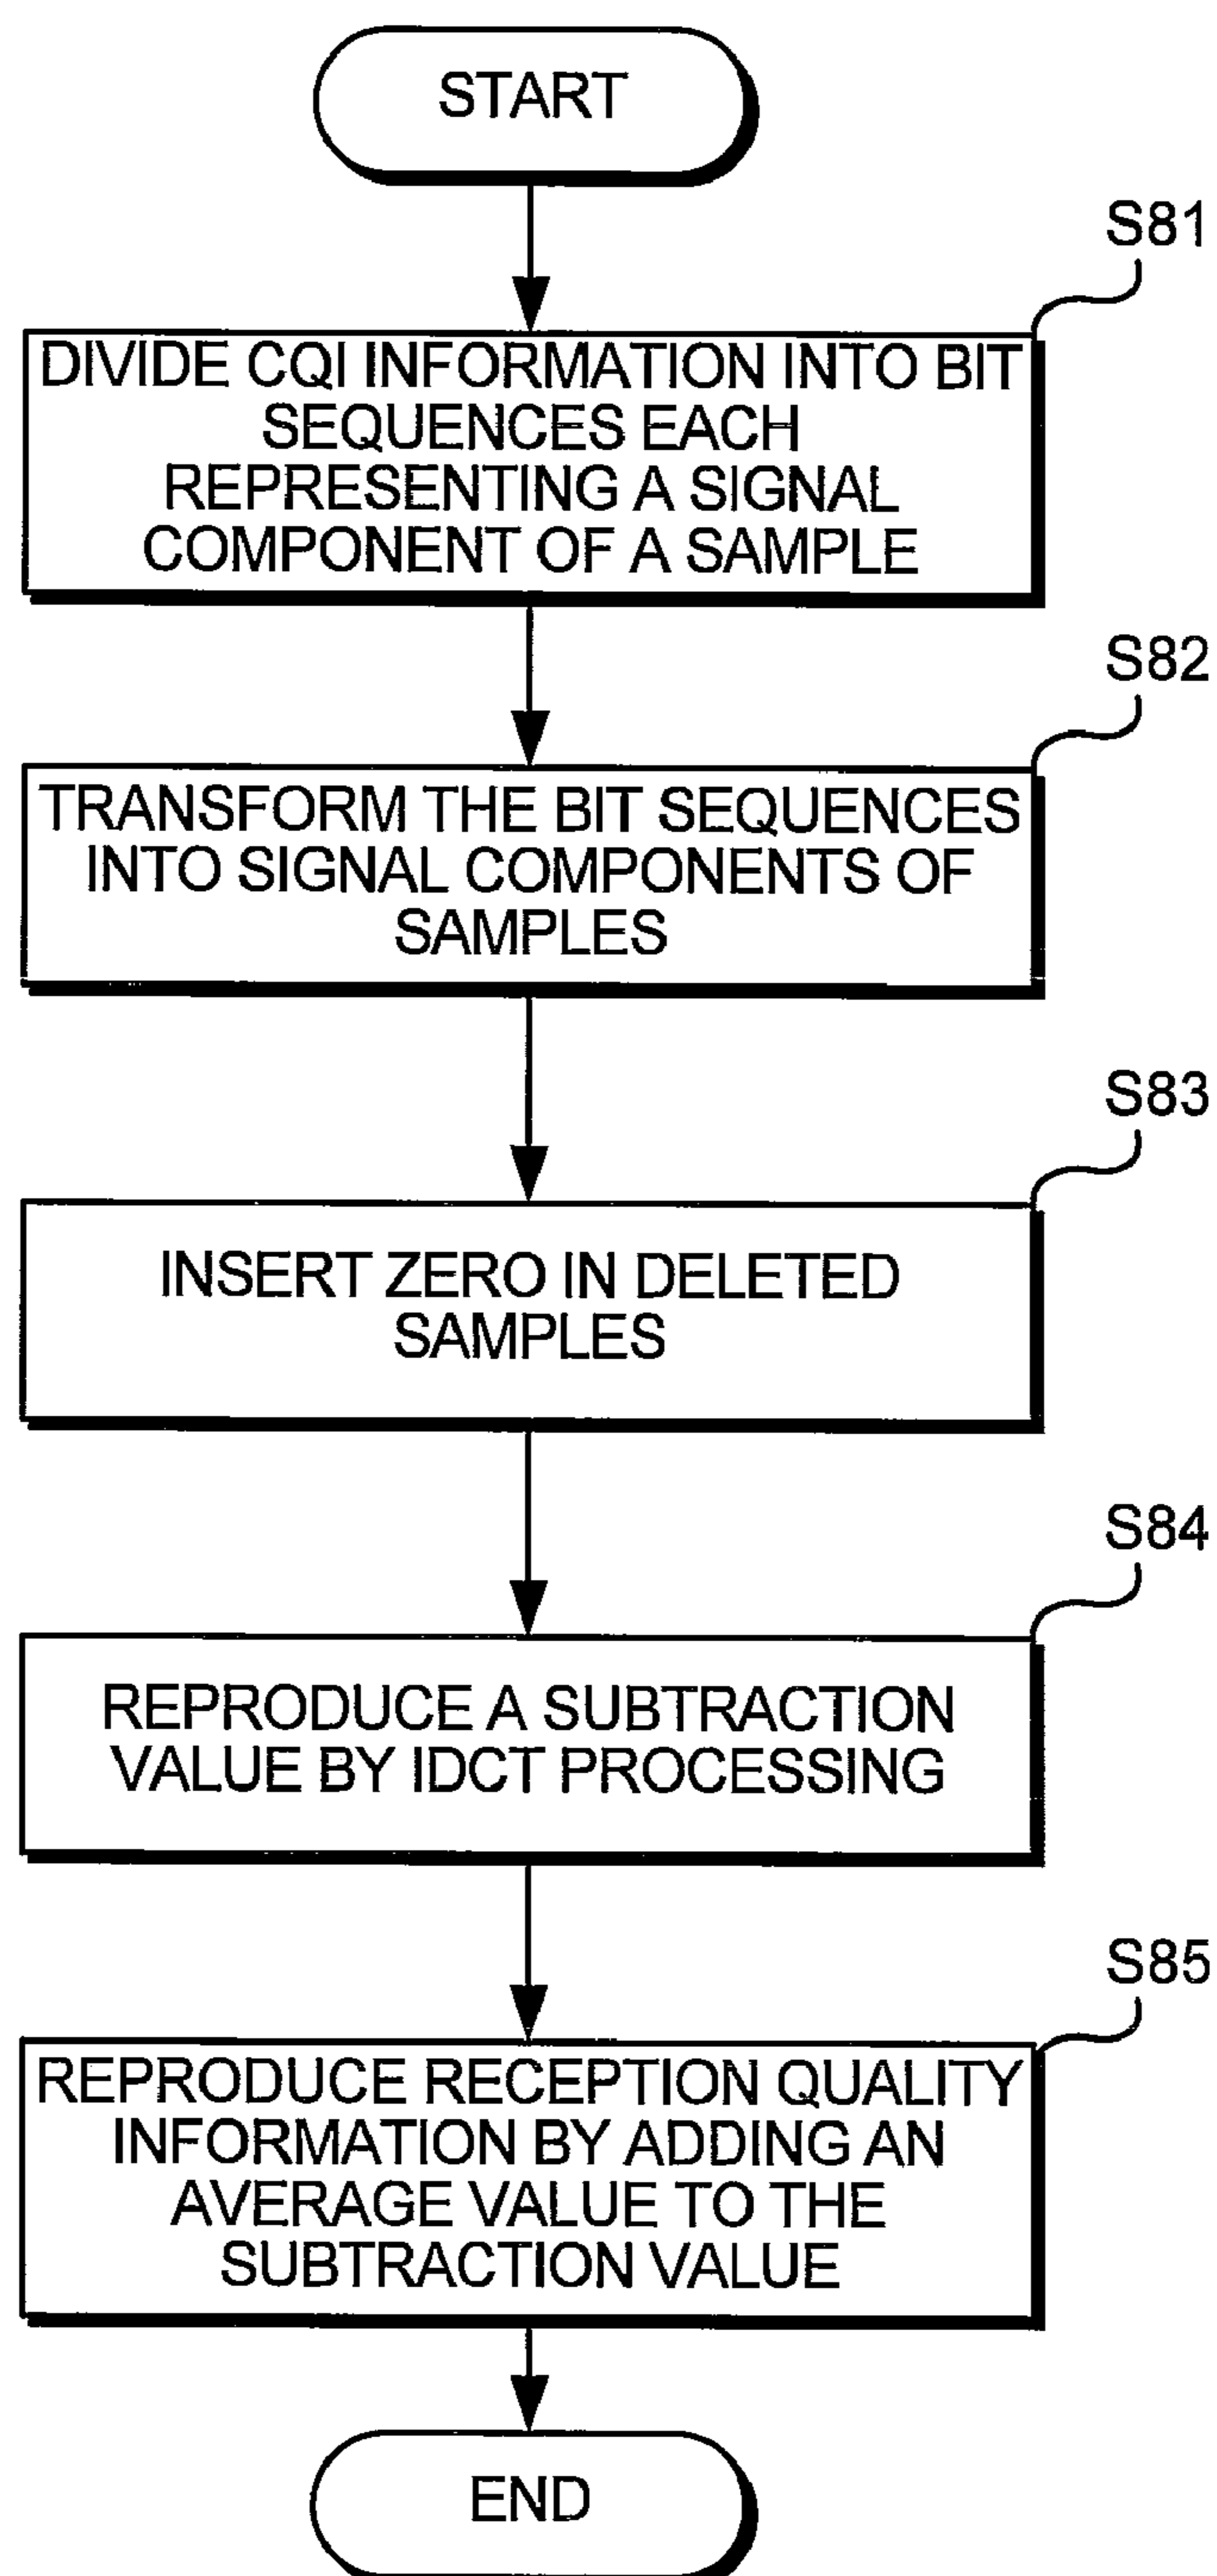 START
S81
DIVIDE CQI INFORMATION INTO BIT
SEQUENCES EACH
REPRESENTING A SIGNAL
COMPONENT OF A SAMPLE
S82
TRANSFORM THE BIT SEQUENCES
INTO SIGNAL COMPONENTS OF
SAMPLES
S83
INSERT ZERO IN DELETED
SAMPLES
S84
REPRODUCE A SUBTRACTION
VALUE BY IDCT PROCESSING
S85
REPRODUCE RECEPTION QUALITY
INFORMATION BY ADDING AN
AVERAGE VALUE TO THE
SUBTRACTION VALUE
END